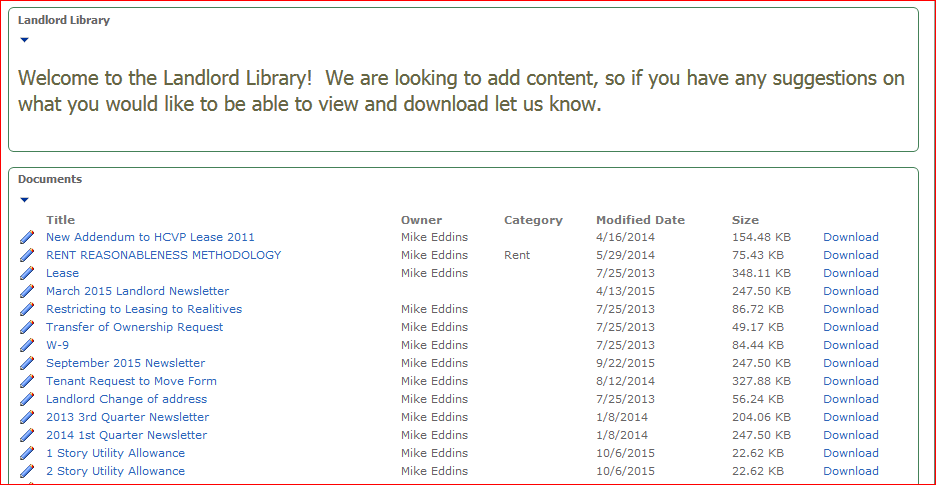 Landlord Library
Welcome to the Landlord Library!  We are looking to add content, so if you have any suggestions on
what you would like to be able to view and download let us know.
Documents
Title Owner Category Modified Date Size
New Addendum to HCVP Lease 2011 Mike Eddins 4/16/2014 154.48 KB Download
RENT REASONABLENESS METHODOLOGY Mike Eddins Rent 5/29/2014 75.43 KB Download
Lease Mike Eddins 7/25/2013 348.11 KB Download
March 2015 Landlord Newsletter 4/13/2015 247.50 KB Download
Restricting to Leasing to Realitives Mike Eddins 7/25/2013 86.72 KB Download
Transfer of Ownership Request Mike Eddins 7/25/2013 49.17 KB Download
W-9 Mike Eddins 7/25/2013 84.44 KB Download
September 2015 Newsletter Mike Eddins 9/22/2015 247.50 KB Download
Tenant Request to Move Form Mike Eddins 8/12/2014 327.88 KB Download
Landlord Change of address Mike Eddins 7/25/2013 56.24 KB Download
2013 3rd Quarter Newsletter Mike Eddins 1/8/2014 204.06 KB Download
2014 1st Quarter Newsletter Mike Eddins 1/8/2014 247.50 KB Download
1 Story Utility Allowance Mike Eddins 10/6/2015 22.62 KB Download
2 Story Utility Allowance Mike Eddins 10/6/2015 22.62 KB Download